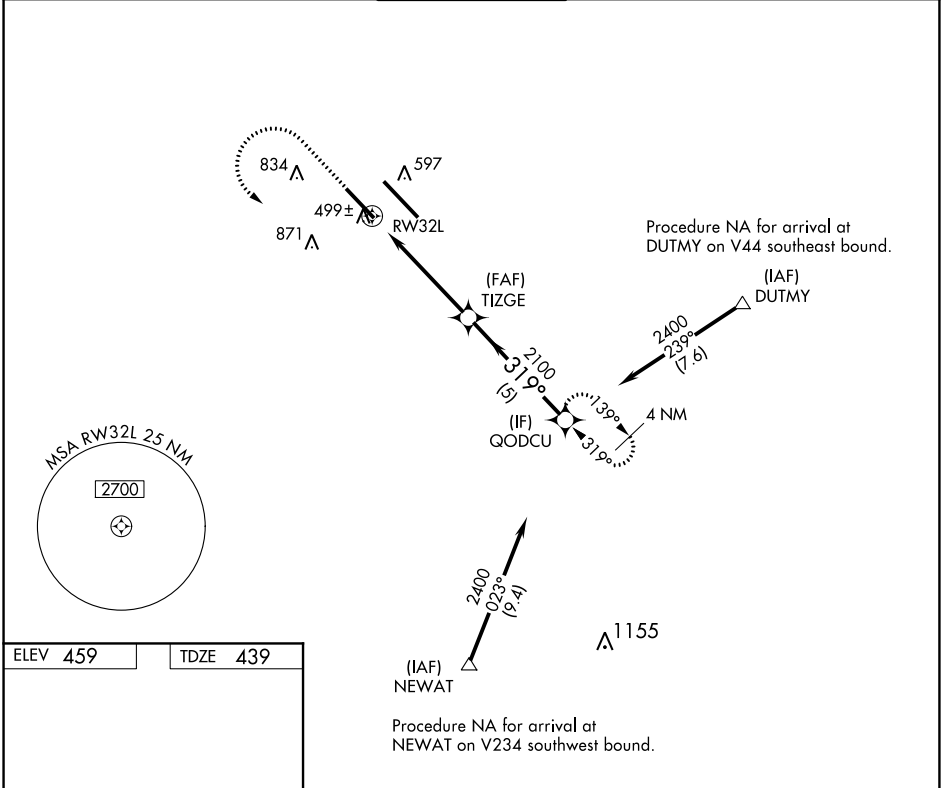 834
597
499±
RW32L
871
Procedure NA for arrival at
DUTMY on V44 southeast bound.
(FAF)
TIZGE
(IAF)
DUTMY
2400
239°
(7.6)
2100
319°
(5)
139°
4 NM
(IF)
QODCU
319°
MSA RW32L 25 NM
2700
2400
023°
(9.4)
1155
ELEV 459
TDZE 439
(IAF)
NEWAT
Procedure NA for arrival at
NEWAT on V234 southwest bound.